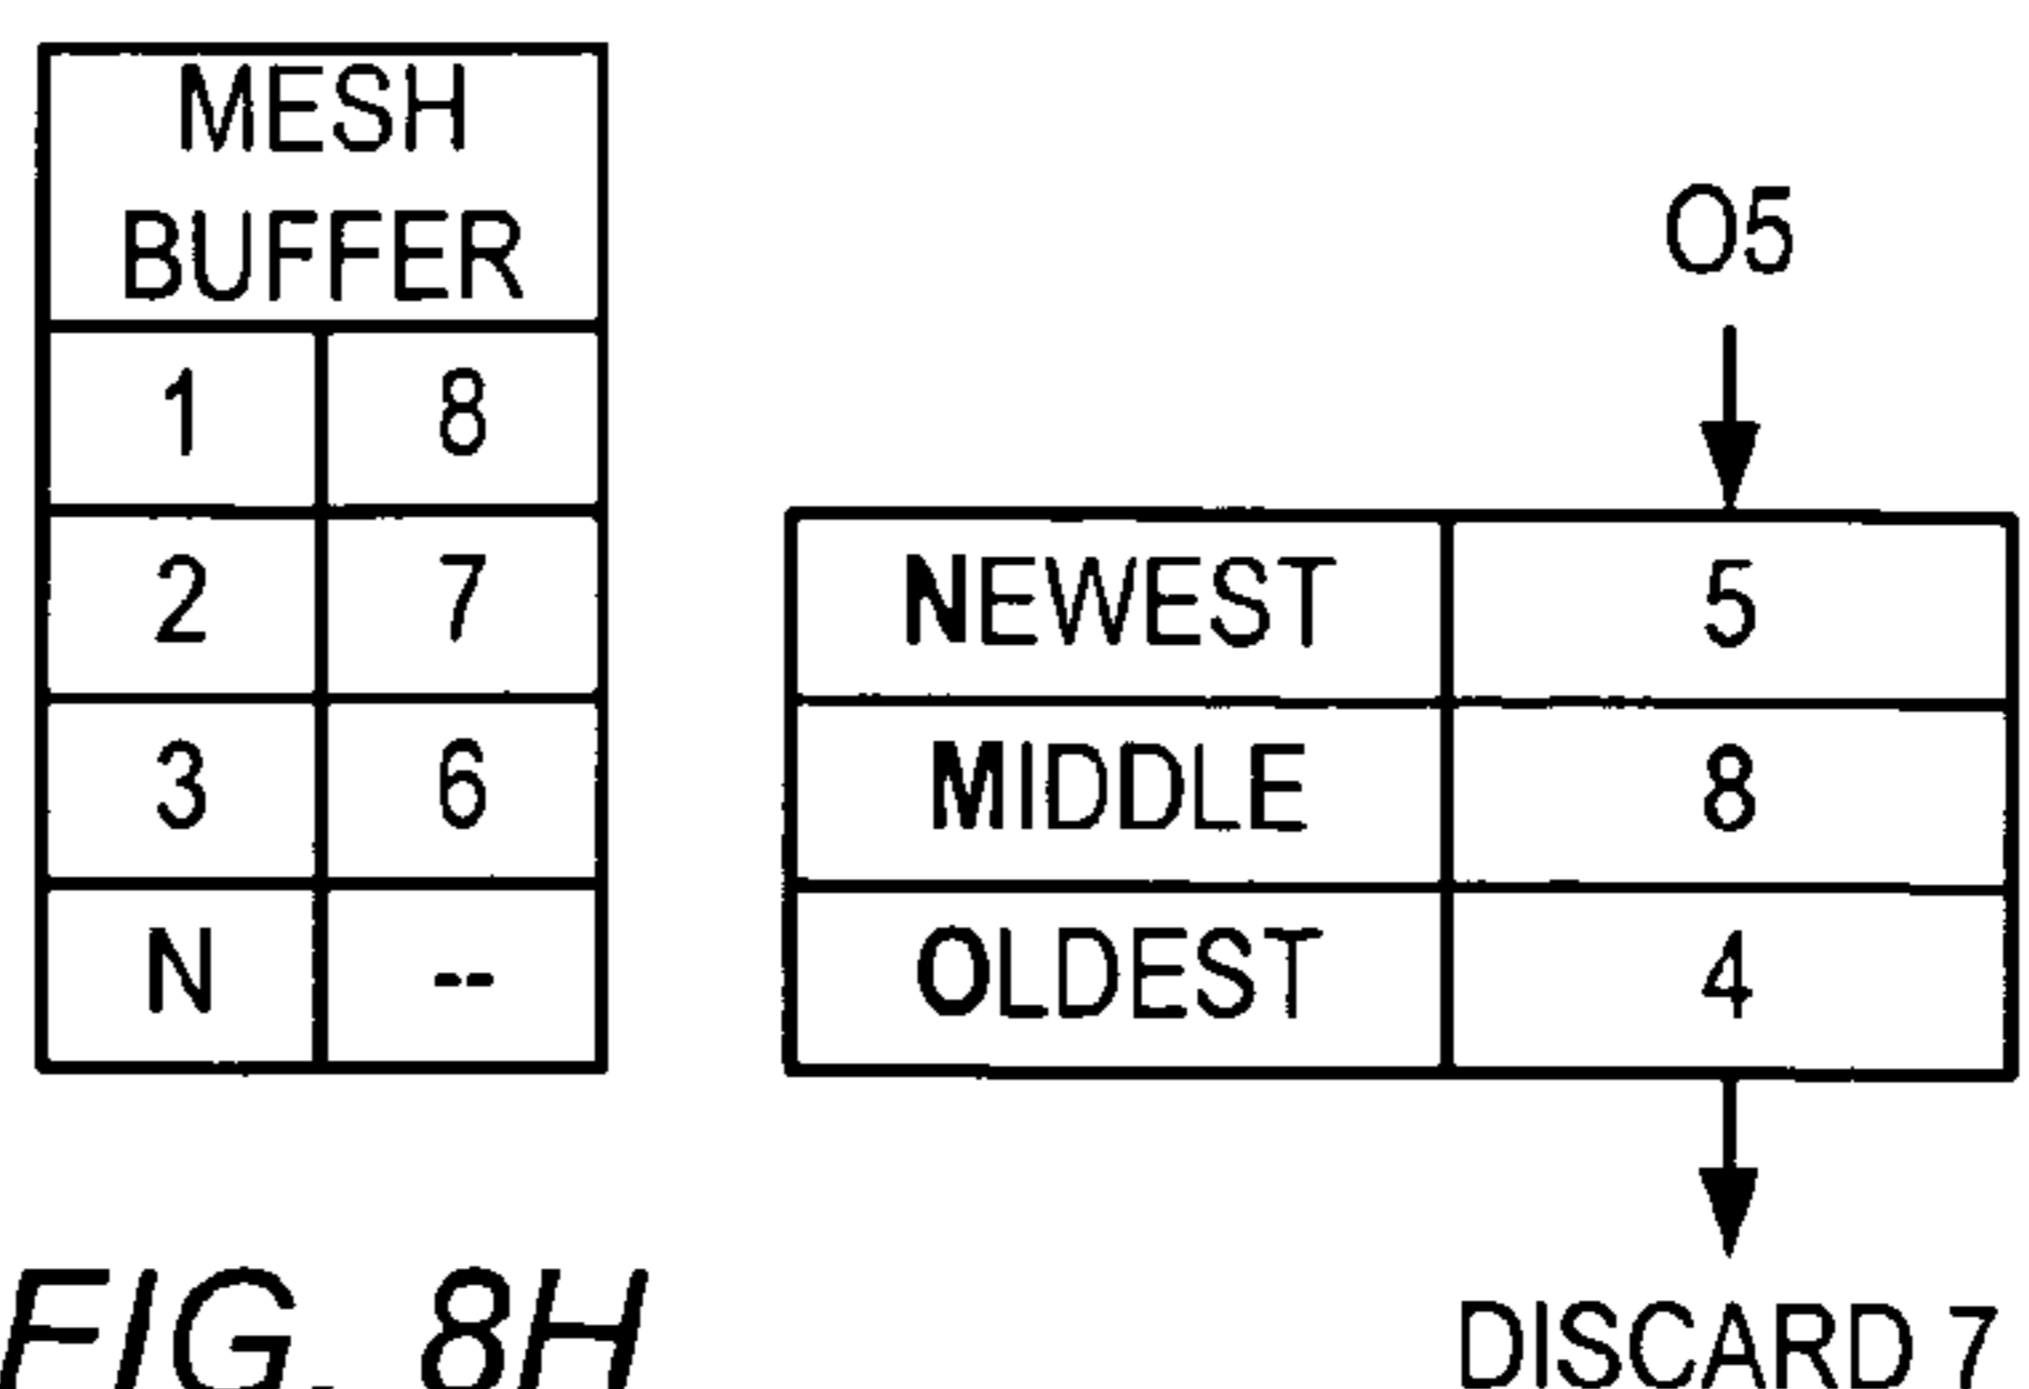 MESH
BUFFER
1 8
2 7
3 6
N --
O5
NEWEST 5
MIDDLE 8
OLDEST 4
DISCARD 7
FIG. 8H